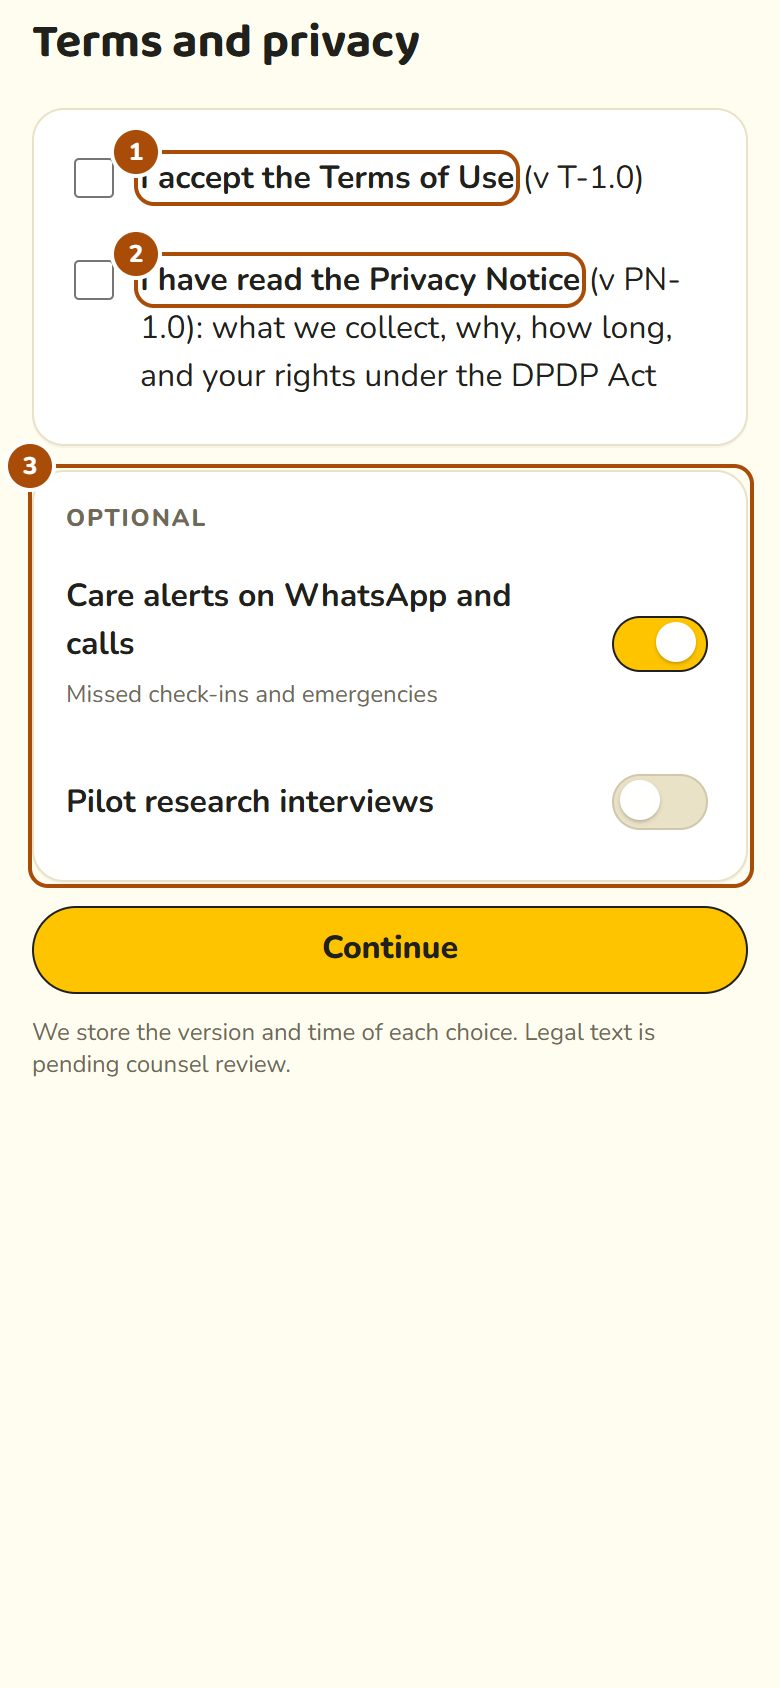 Terms and privacy
1
I accept the Terms of Use (v T-1.0)
2
I have read the Privacy Notice (v PN-
1.0): what we collect, why, how long,
and your rights under the DPDP Act
3
OPTIONAL
Care alerts on WhatsApp and
calls
Missed check-ins and emergencies
Pilot research interviews
Continue
We store the version and time of each choice. Legal text is
pending counsel review.